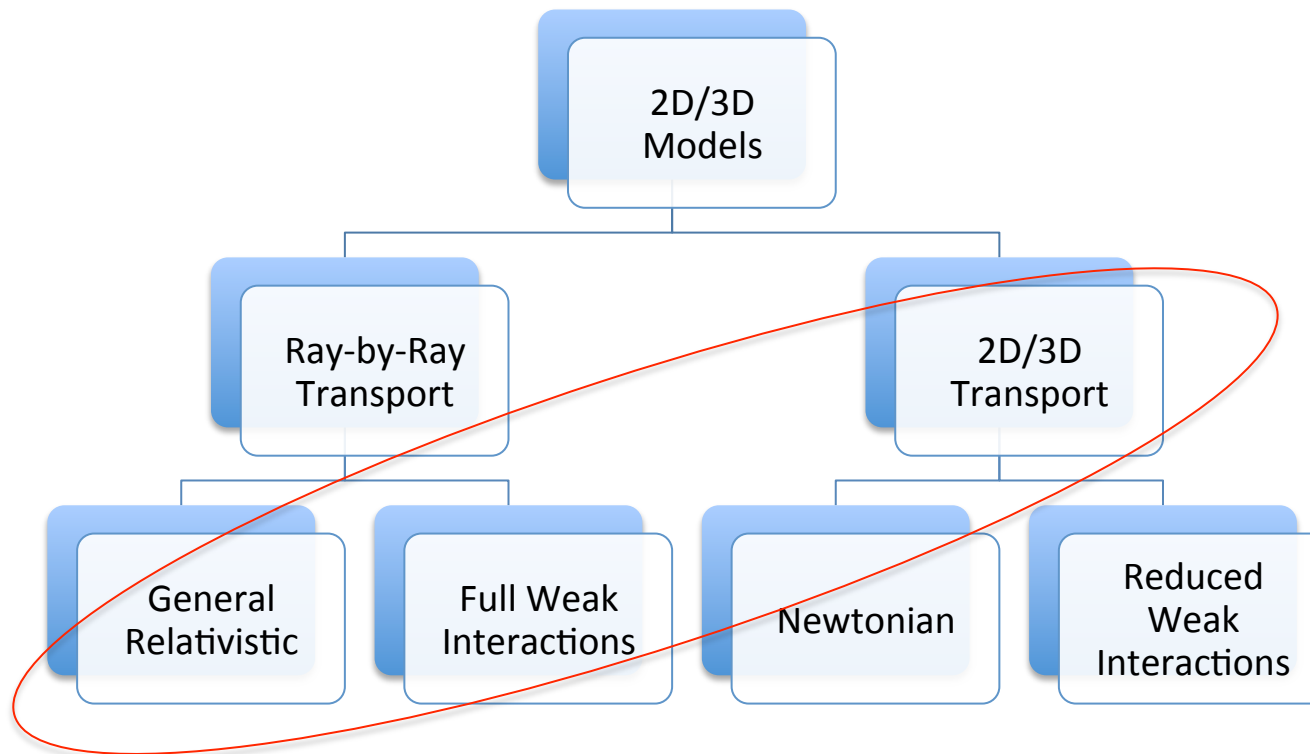 2D/3D
Models
Ray-by-Ray
Transport
2D/3D
Transport
General
Relativistic
Full Weak
Interactions
Newtonian
Reduced
Weak
Interactions